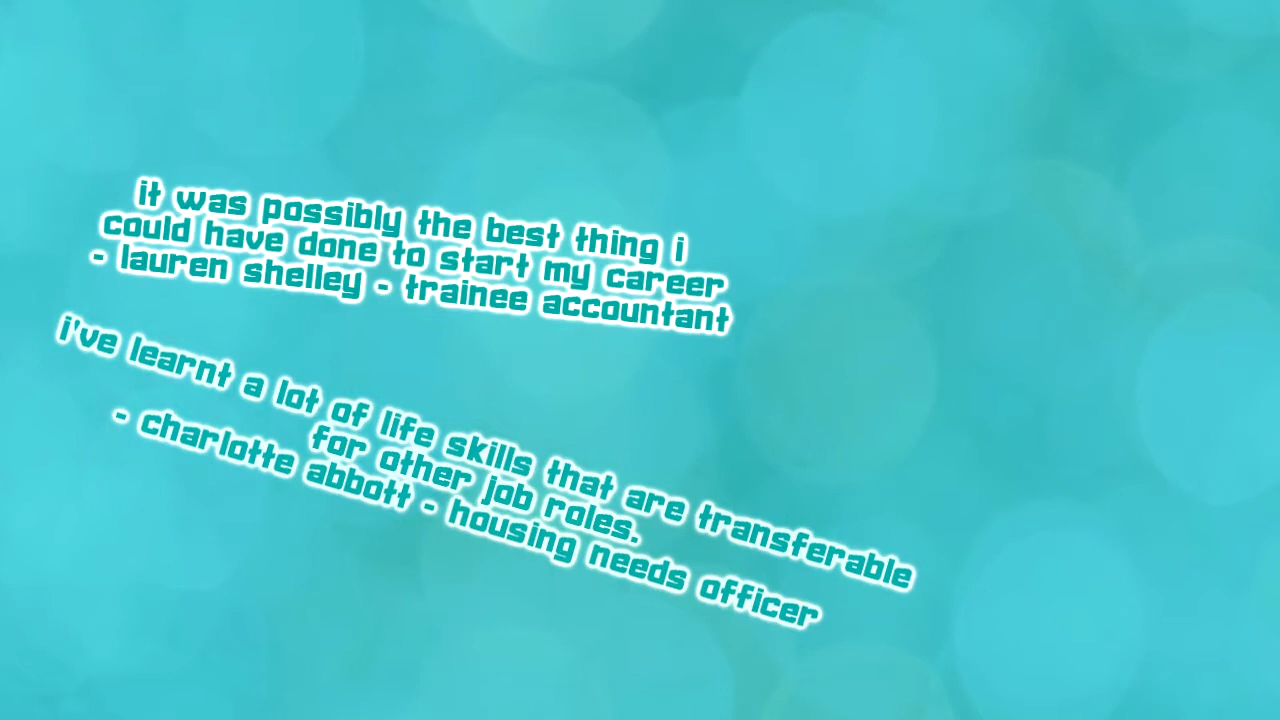 it was possibly the best thing i
could have done to start my career
- lauren shelley - trainee accountant
i've learnt a lot of life skills that are transferable
for other job roles.
- charlotte abbott - housing needs officer